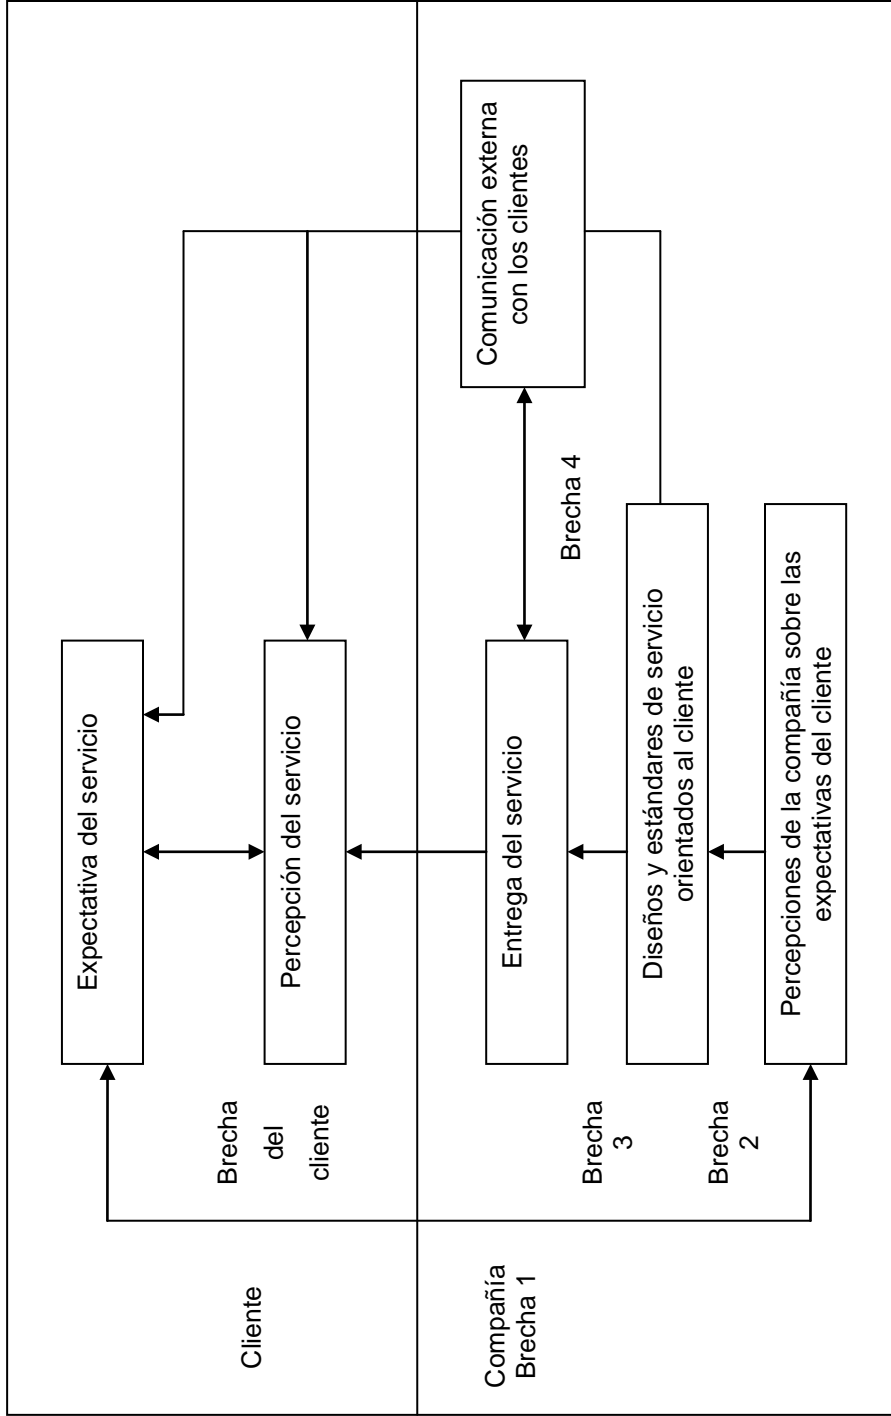 Cliente
Expectativa del servicio
Brecha
del
cliente
Percepción del servicio
Compañía
Brecha 1
Entrega del servicio
Comunicación externa
con los clientes
Brecha 4
Brecha
3
Diseños y estándares de servicio
orientados al cliente
Brecha
2
Percepciones de la compañía sobre las
expectativas del cliente